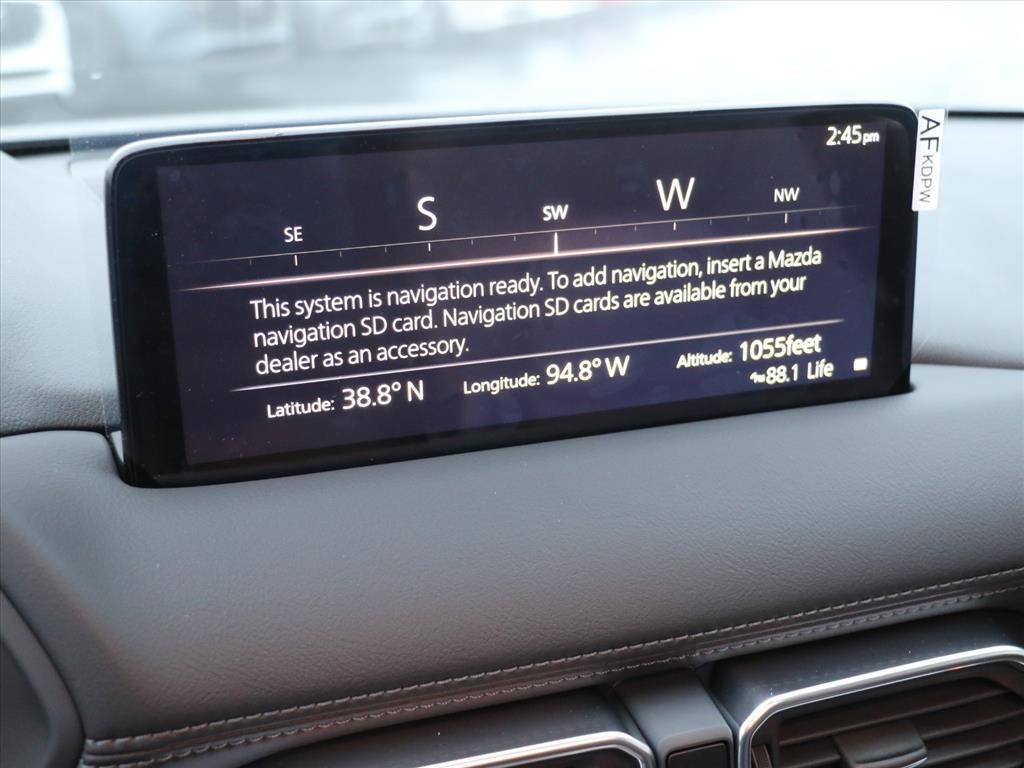 2:45pm
SE S SW W NW
This system is navigation ready. To add navigation, insert a Mazda
navigation SD card. Navigation SD cards are available from your
dealer as an accessory.
Latitude: 38.8° N Longitude: 94.8° W Altitude: 1055feet
88.1 Life
AF KDPW